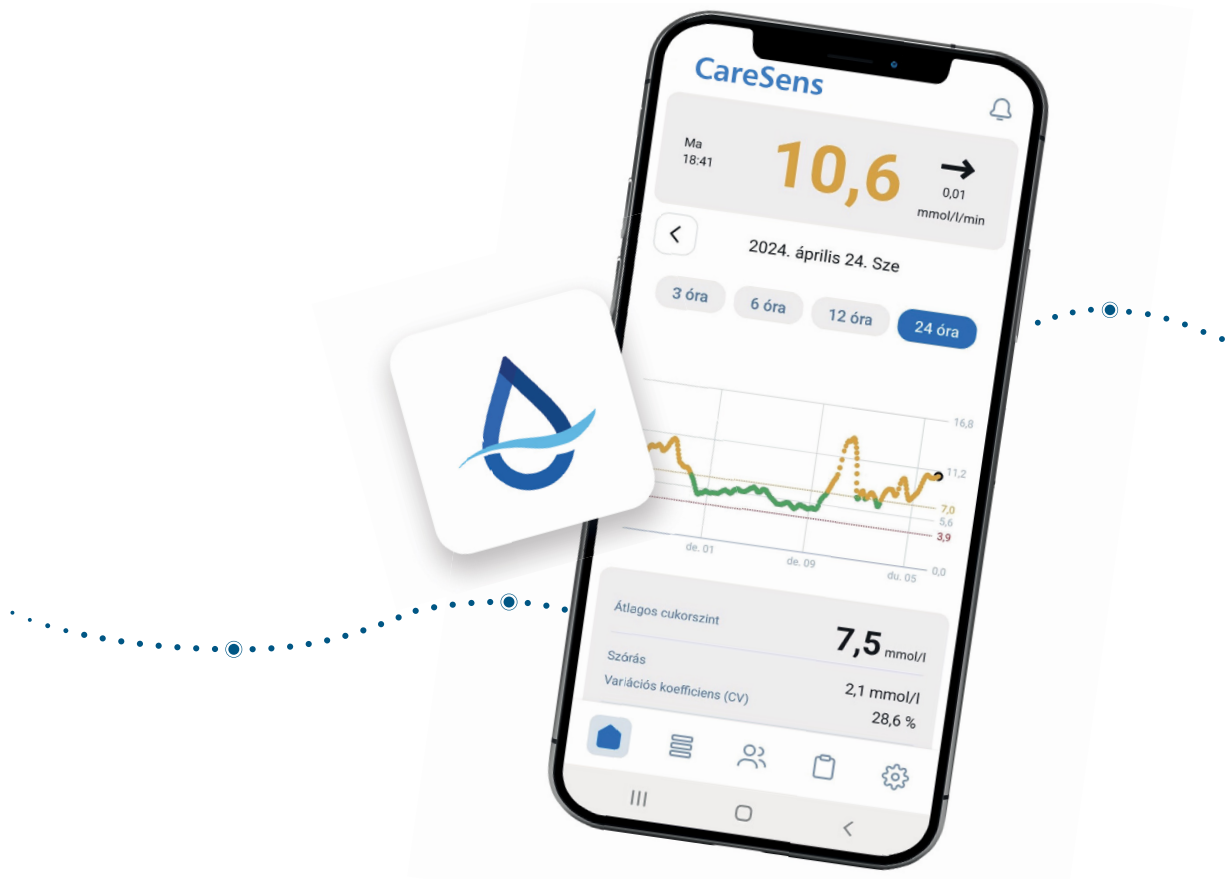 CareSens
Ma
18:41
10,6
0,01
mmol/l/min
2024. április 24. Sze
3 óra
6 óra
12 óra
24 óra
16,8
11,2
7,0
5,6
3,9
0,0
de. 01
de. 09
du. 05
Átlagos cukorszint
7,5 mmol/l
Szórás
2,1 mmol/l
Variációs koefficiens (CV)
28,6 %